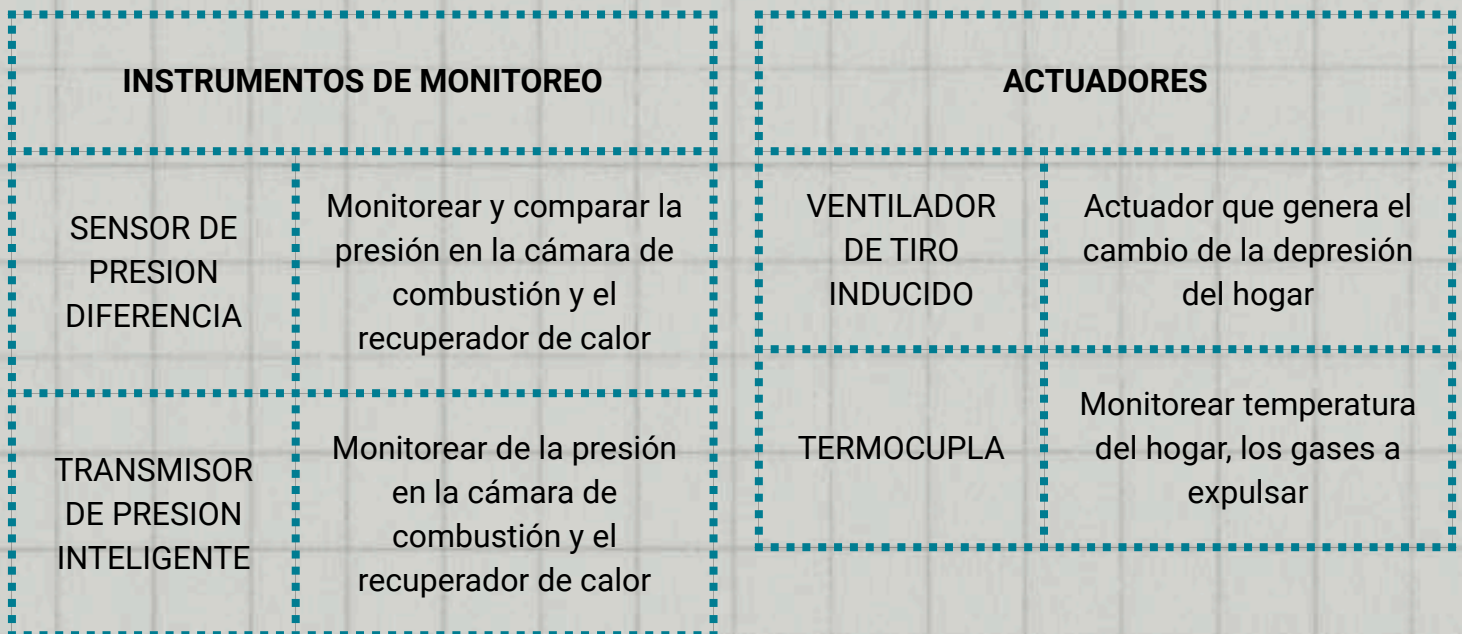 INSTRUMENTOS DE MONITOREO
SENSOR DE
PRESION
DIFERENCIA
Monitorear y comparar la
presión en la cámara de
combustión y el
recuperador de calor
TRANSMISOR
DE PRESION
INTELIGENTE
Monitorear de la presión
en la cámara de
combustión y el
recuperador de calor
ACTUADORES
VENTILADOR
DE TIRO
INDUCIDO
Actuador que genera el
cambio de la depresión
del hogar
TERMOCUPLA
Monitorear temperatura
del hogar, los gases a
expulsar